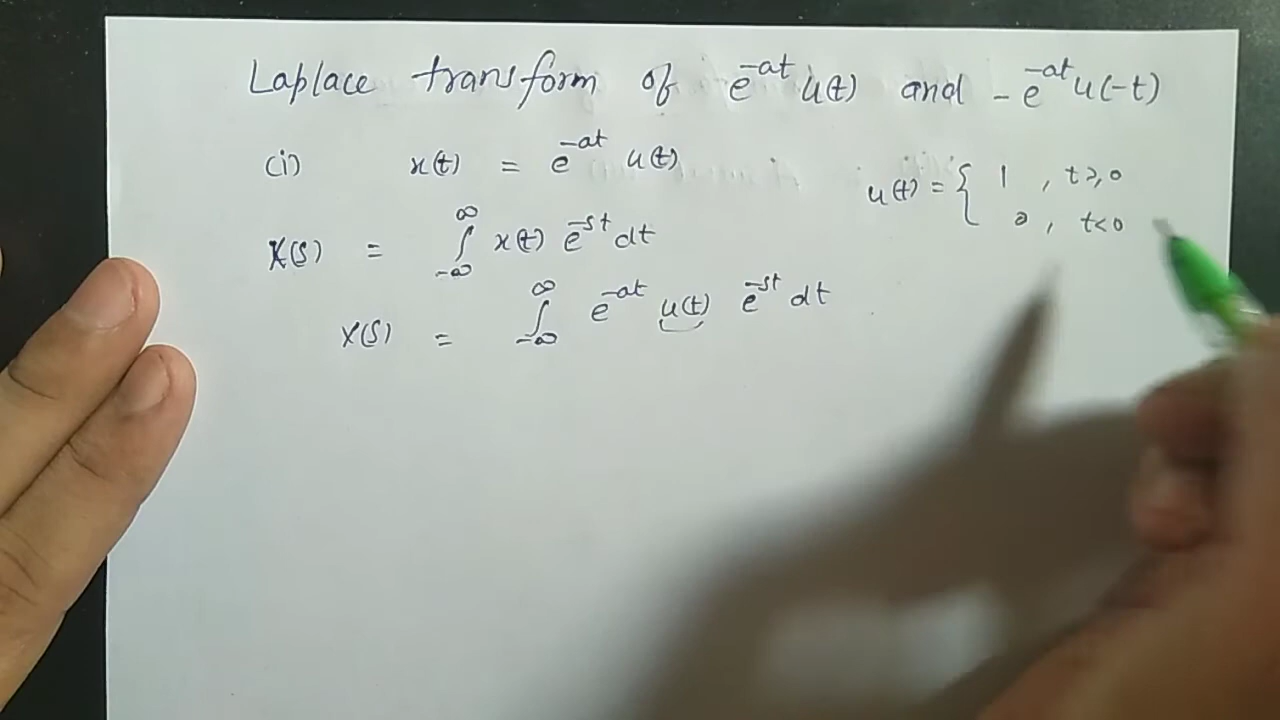 Laplace transform of e^{-at} u(t) and -e^{-at} u(-t)
(i) x(t) = e^{-at} u(t)
u(t) = { 1 , t ≥ 0
0 , t < 0
X(s) = ∫_{-∞}^{∞} x(t) e^{-st} dt
X(s) = ∫_{-∞}^{∞} e^{-at} u(t) e^{-st} dt